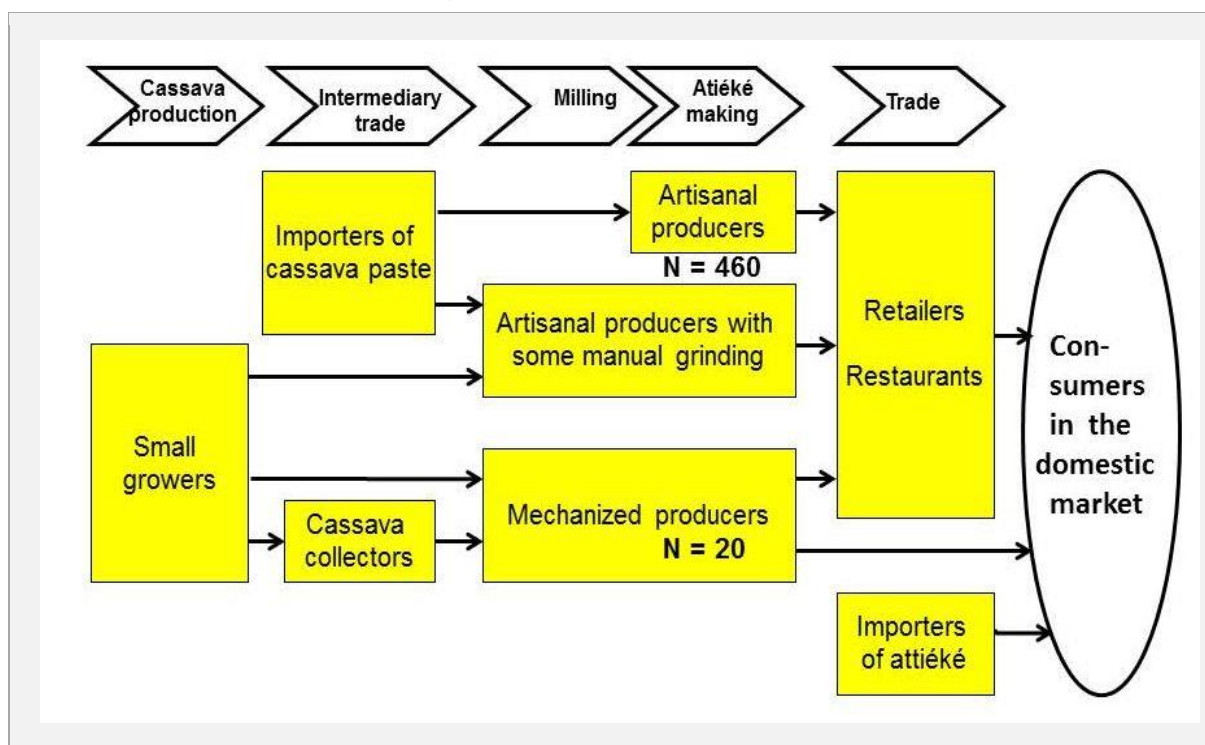 Cassava
production
Intermediary
trade
Milling
Atiéké
making
Trade
Importers of
cassava paste
Artisanal
producers
N = 460
Artisanal producers with
some manual grinding
Retailers
Restaurants
Con-
sumers
in the
domestic
market
Small
growers
Cassava
collectors
Mechanized producers
N = 20
Importers
of attiéké